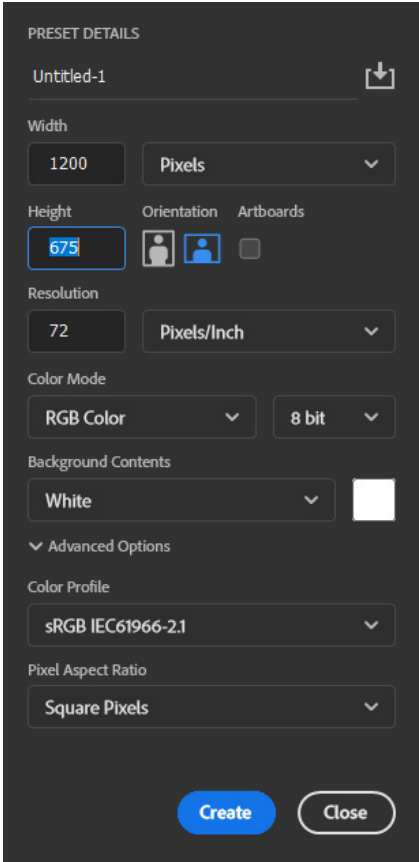 PRESET DETAILS
Untitled-1
Width
1200 Pixels
Height Orientation Artboards
675
Resolution
72 Pixels/Inch
Color Mode
RGB Color 8 bit
Background Contents
White
Advanced Options
Color Profile
sRGB IEC61966-2.1
Pixel Aspect Ratio
Square Pixels
Create Close